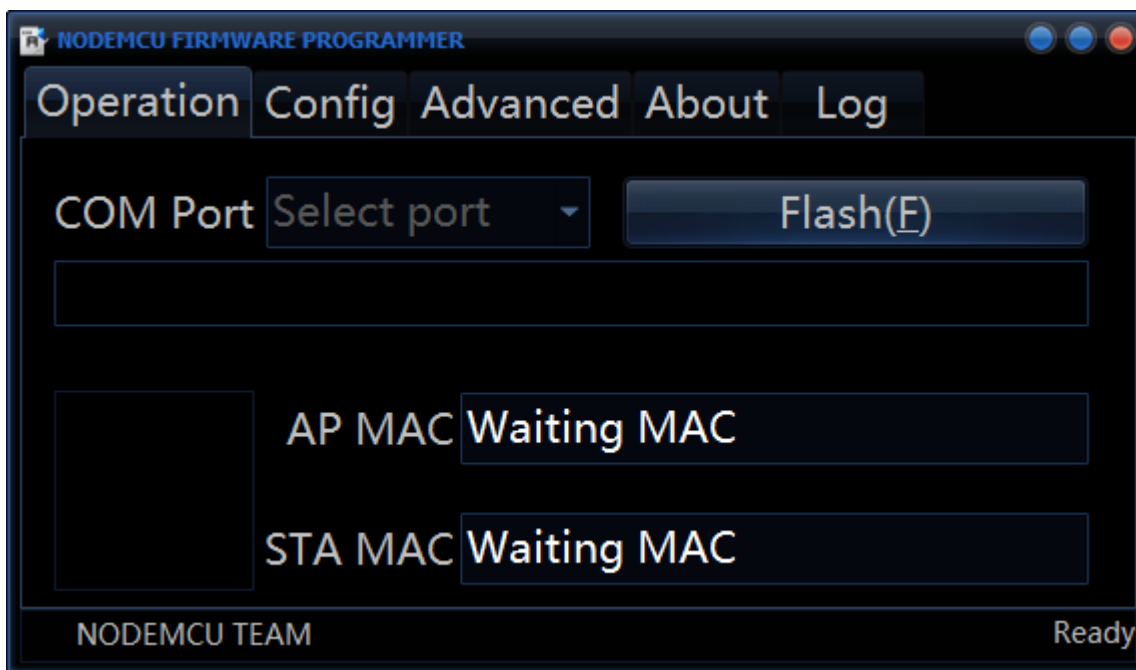 NODEMCU FIRMWARE PROGRAMMER
Operation Config Advanced About Log
COM Port Select port Flash(F)
AP MAC Waiting MAC
STA MAC Waiting MAC
NODEMCU TEAM Ready